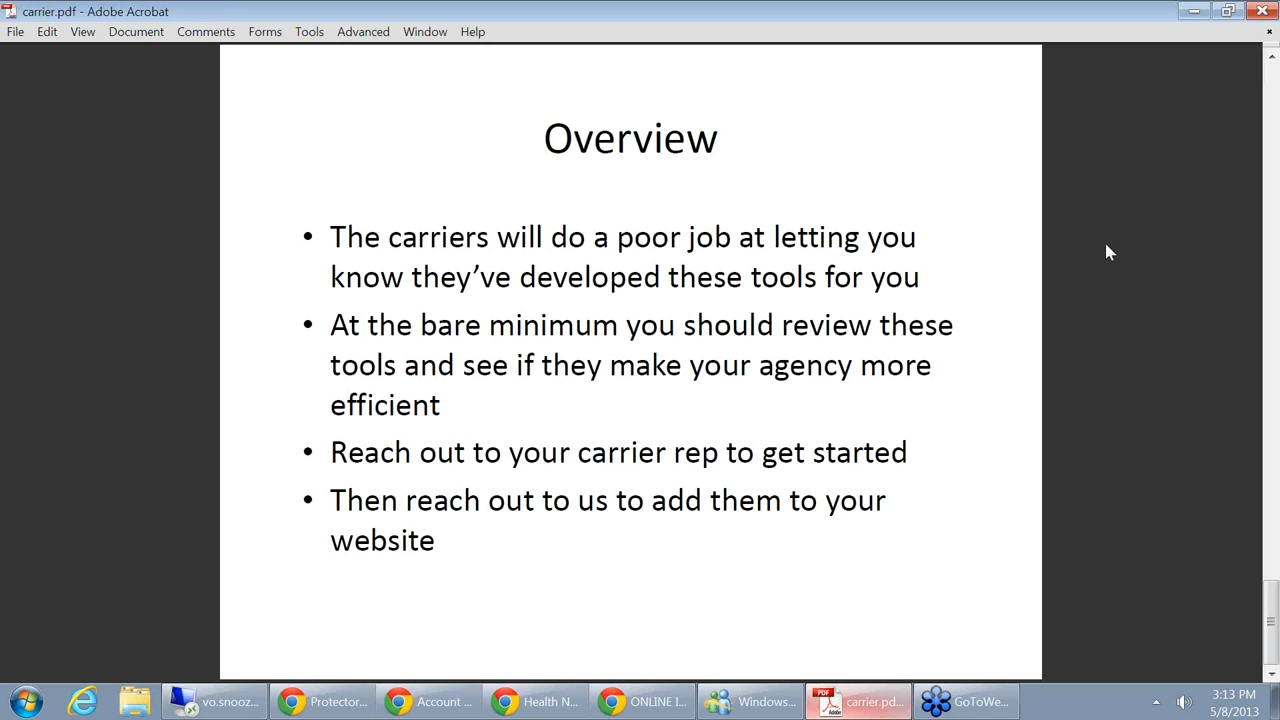 carrier.pdf - Adobe Acrobat
File Edit View Document Comments Forms Tools Advanced Window Help
Overview
• The carriers will do a poor job at letting you
know they’ve developed these tools for you
• At the bare minimum you should review these
tools and see if they make your agency more
efficient
• Reach out to your carrier rep to get started
• Then reach out to us to add them to your
website
vo.snooz... Protector... Account ... Health N... ONLINE I... Windows... carrier.pd... GoToWe...
3:13 PM
5/8/2013